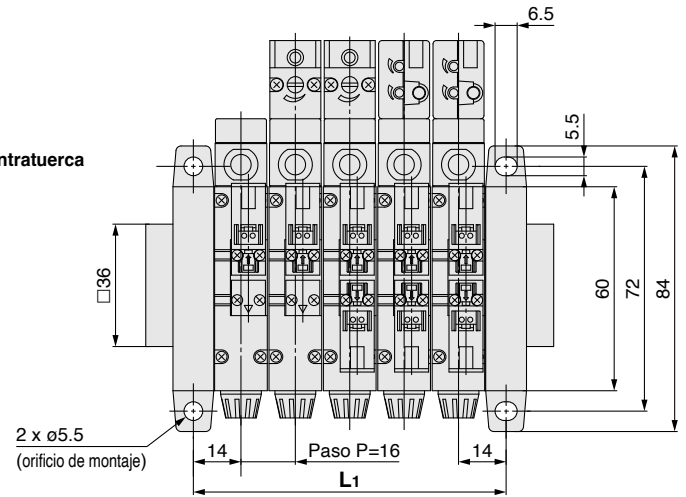 6.5
5.5
ntratuerca
□36
60
72
84
2 x ø5.5
(orificio de montaje)
14
Paso P=16
14
L1